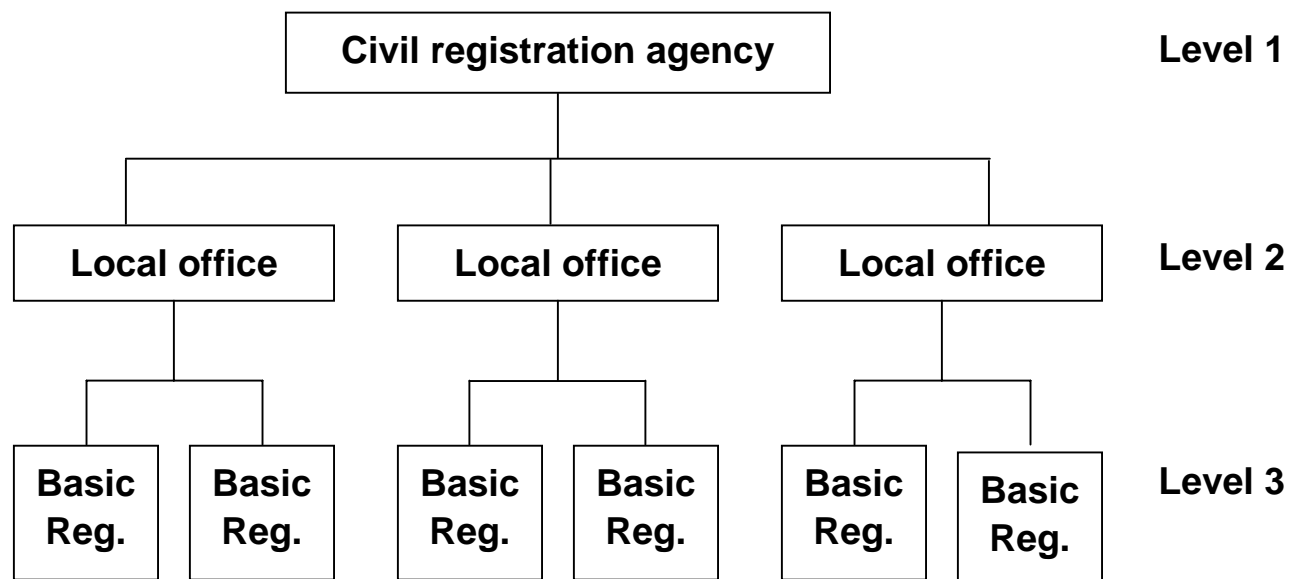 Civil registration agency
Level 1
Local office
Local office
Local office
Level 2
Basic
Reg.
Basic
Reg.
Basic
Reg.
Basic
Reg.
Basic
Reg.
Basic
Reg.
Level 3